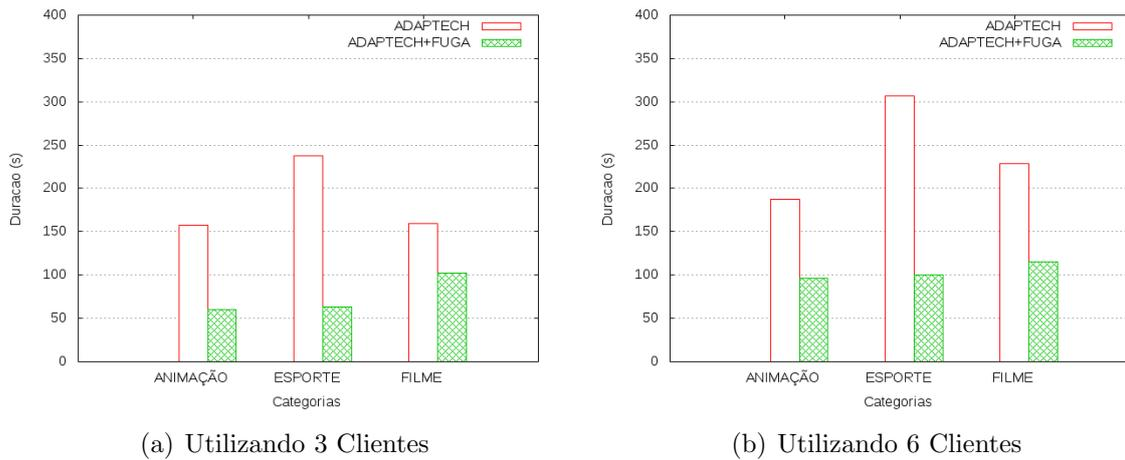 400
350
300
250
200
150
100
50
0
Duracao (s)
ADAPTECH
ADAPTECH+FUGA
ANIMAÇÃO ESPORTE FILME
Categorias
(a) Utilizando 3 Clientes
400
350
300
250
200
150
100
50
0
Duracao (s)
ADAPTECH
ADAPTECH+FUGA
ANIMAÇÃO ESPORTE FILME
Categorias
(b) Utilizando 6 Clientes